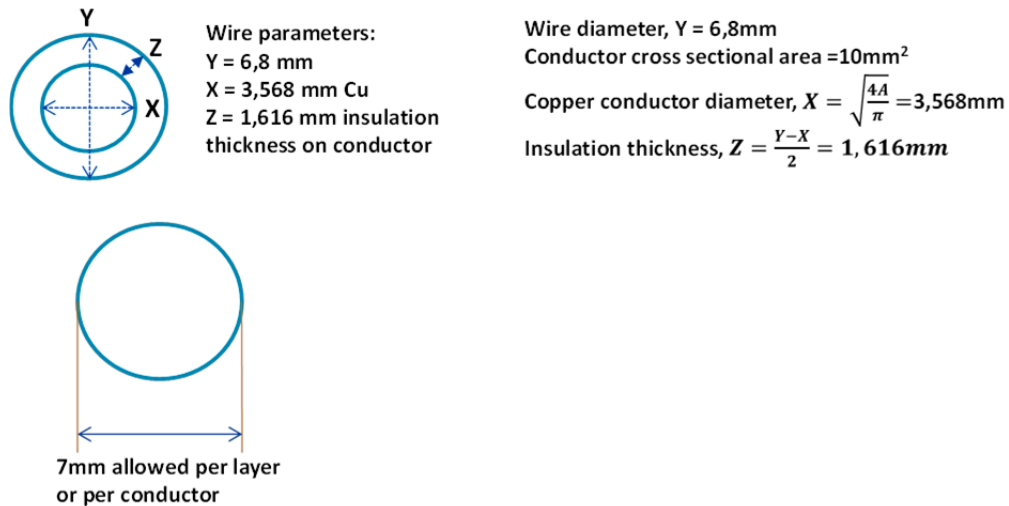 Y
Z
X
Wire parameters:
Y = 6,8 mm
X = 3,568 mm Cu
Z = 1,616 mm insulation
thickness on conductor
Wire diameter, Y = 6,8mm
Conductor cross sectional area =10mm²
Copper conductor diameter, X = √(4A/π) =3,568mm
Insulation thickness, Z = (Y−X)/2 = 1,616mm
7mm allowed per layer
or per conductor